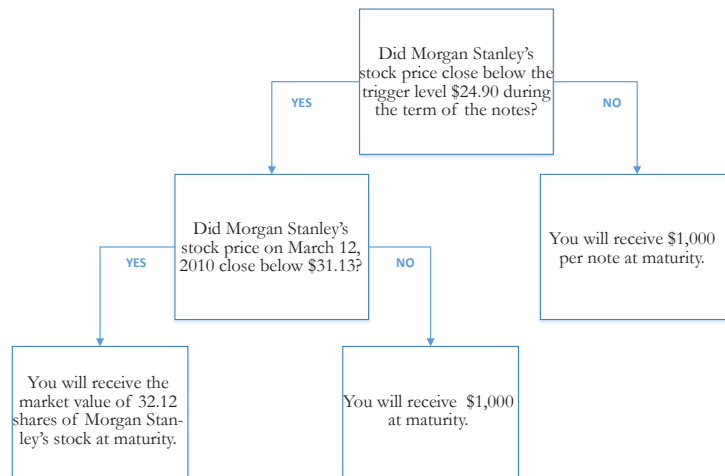 Did Morgan Stanley's
stock price close below the
trigger level $24.90 during
the term of the notes?
YES
NO
Did Morgan Stanley's
stock price on March 12,
2010 close below $31.13?
You will receive $1,000
per note at maturity.
YES
NO
You will receive the
market value of 32.12
shares of Morgan Stan-
ley's stock at maturity.
You will receive $1,000
at maturity.